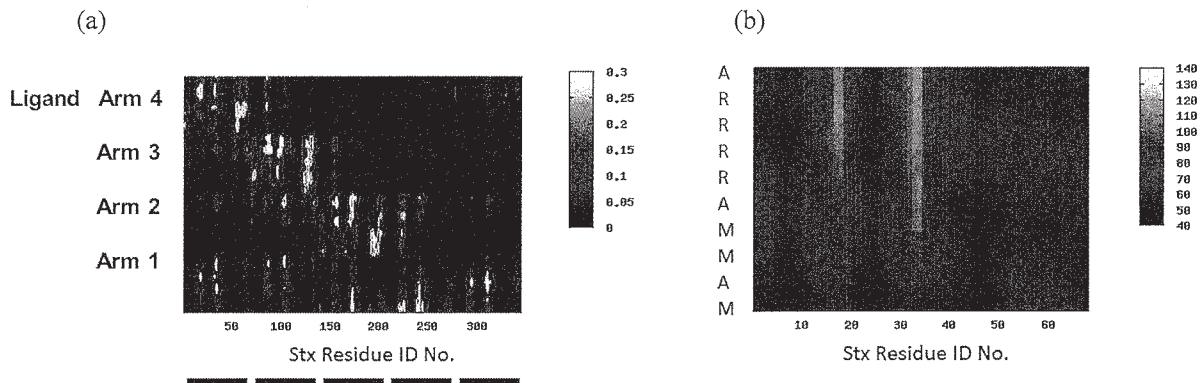 (a)
(b)
Ligand Arm 4
Arm 3
Arm 2
Arm 1
0.3
0.25
0.2
0.15
0.1
0.05
0
50 100 150 200 250 300
Stx Residue ID No.
A
R
R
R
R
A
M
M
A
M
140
130
120
110
100
90
80
70
60
50
40
10 20 30 40 50 60
Stx Residue ID No.